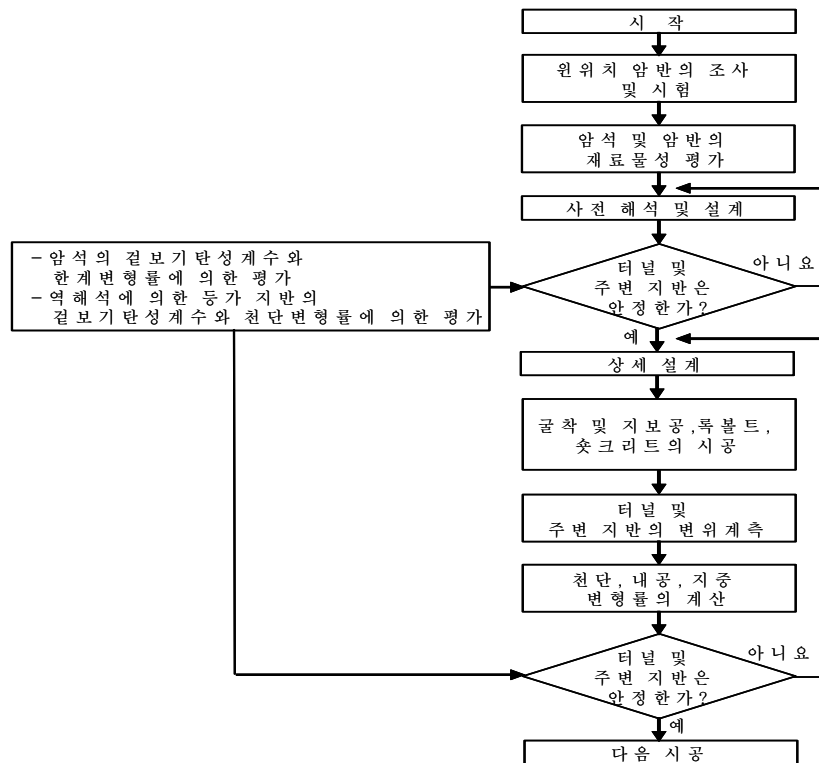 시 작
윈위치 암반의 조사
및 시험
암석 및 암반의
재료물성 평가
사전 해석 및 설계
터널 및
주변 지반은
안정한가?
아니요
예
– 암석의 겉보기탄성계수와
한계변형률에 의한 평가
– 역해석에 의한 등가 지반의
겉보기탄성계수와 천단변형률에 의한 평가
상세 설계
굴착 및 지보공,록볼트,
숏크리트의 시공
터널 및
주변 지반의 변위계측
천단, 내공, 지중
변형률의 계산
터널 및
주변 지반은
안정한가?
아니요
예
다음 시공